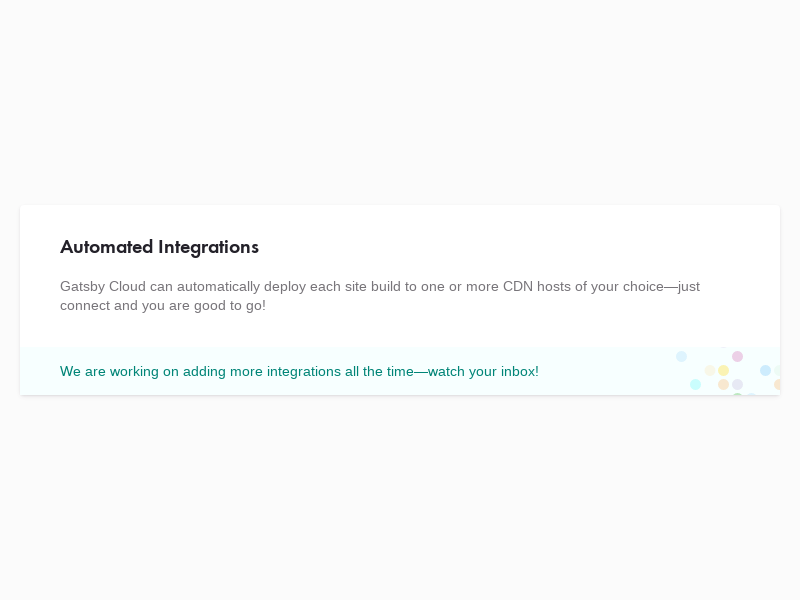 Automated Integrations
Gatsby Cloud can automatically deploy each site build to one or more CDN hosts of your choice—just
connect and you are good to go!
We are working on adding more integrations all the time—watch your inbox!